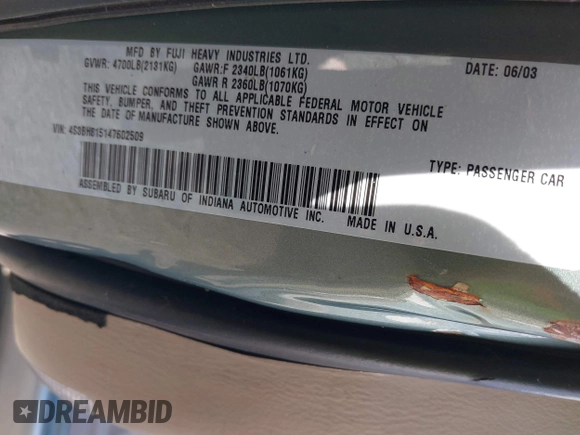 MFD BY FUJI HEAVY INDUSTRIES LTD.
GVWR: 4700LB(2131KG) GAWR:F 2340LB(1061KG) DATE: 06/03
GAWR R 2360LB(1070KG)
THIS VEHICLE CONFORMS TO ALL APPLICABLE FEDERAL MOTOR VEHICLE
SAFETY, BUMPER, AND THEFT PREVENTION STANDARDS IN EFFECT ON
THE DATE OF MANUFACTURE SHOWN ABOVE.
VIN: 4S3BH815147602509
TYPE: PASSENGER CAR
ASSEMBLED BY SUBARU OF INDIANA AUTOMOTIVE INC. MADE IN U.S.A.
DREAMBID